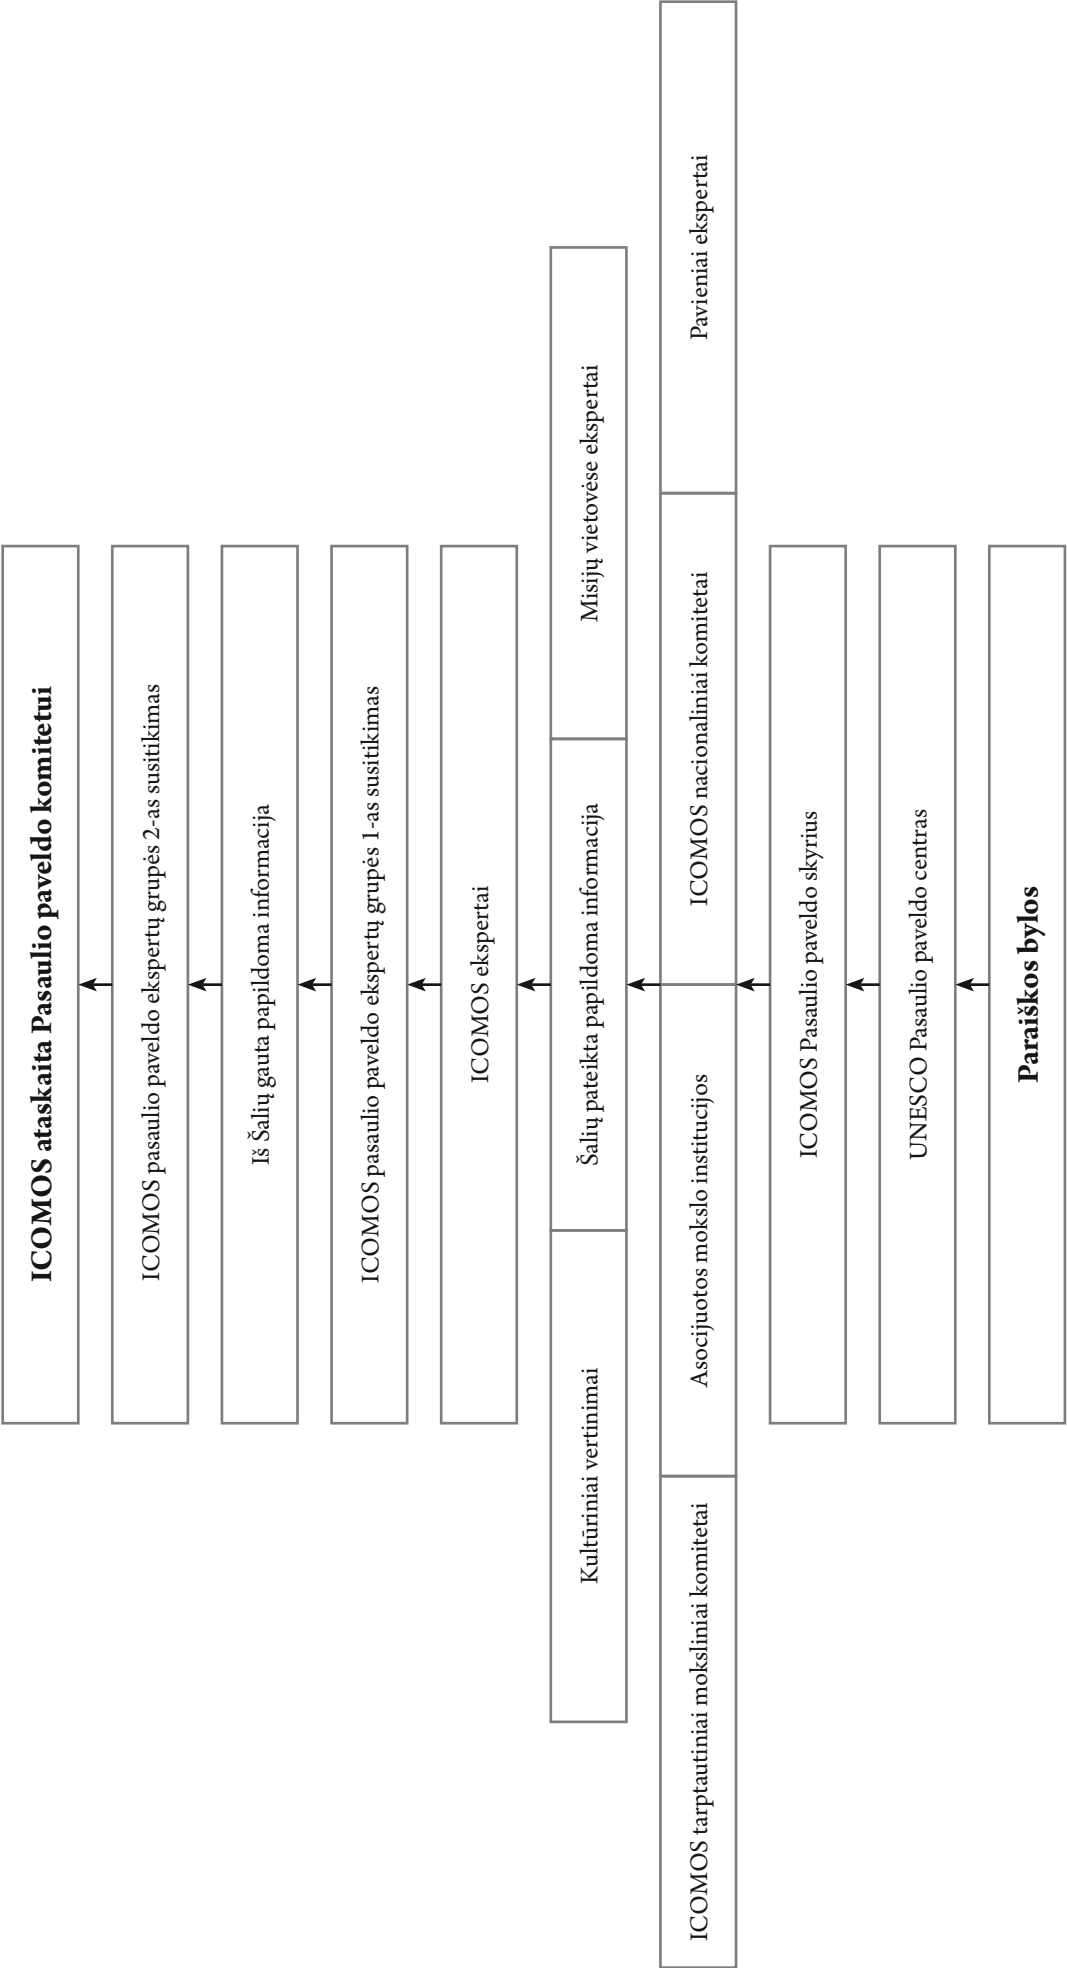 ICOMOS ataskaita Pasaulio paveldo komitetui
ICOMOS pasaulio paveldo ekspertų grupės 2-as susitikimas
Iš Šalių gauta papildoma informacija
ICOMOS pasaulio paveldo ekspertų grupės 1-as susitikimas
ICOMOS ekspertai
Kultūriniai vertinimai
Šalių pateikta papildoma informacija
Misijų vietovėse ekspertai
ICOMOS tarptautiniai moksliniai komitetai
Asocijuotos mokslo institucijos
ICOMOS nacionaliniai komitetai
Pavieniai ekspertai
ICOMOS Pasaulio paveldo skyrius
UNESCO Pasaulio paveldo centras
Paraiškos bylos